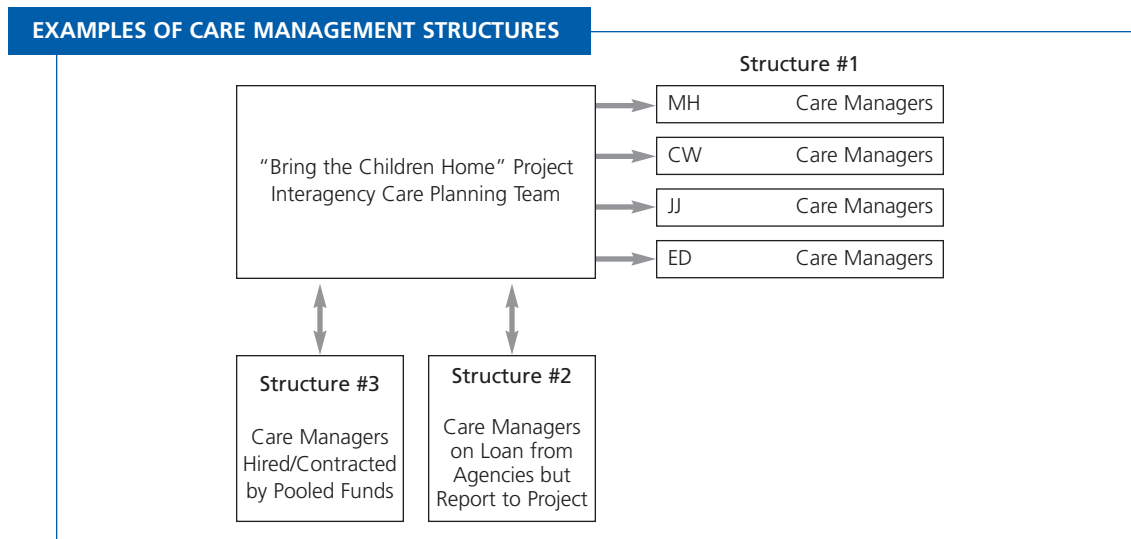 EXAMPLES OF CARE MANAGEMENT STRUCTURES
Structure #1
“Bring the Children Home” Project
Interagency Care Planning Team
MH Care Managers
CW Care Managers
JJ Care Managers
ED Care Managers
Structure #3
Care Managers
Hired/Contracted
by Pooled Funds
Structure #2
Care Managers
on Loan from
Agencies but
Report to Project